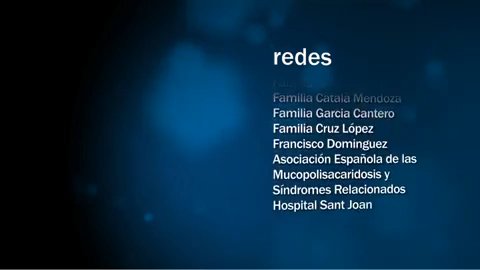 redes
Familia Català Mendoza
Familia Garcia Cantero
Familia Cruz López
Francisco Dominguez
Asociación Española de las
Mucopolisacaridosis y
Síndromes Relacionados
Hospital Sant Joan